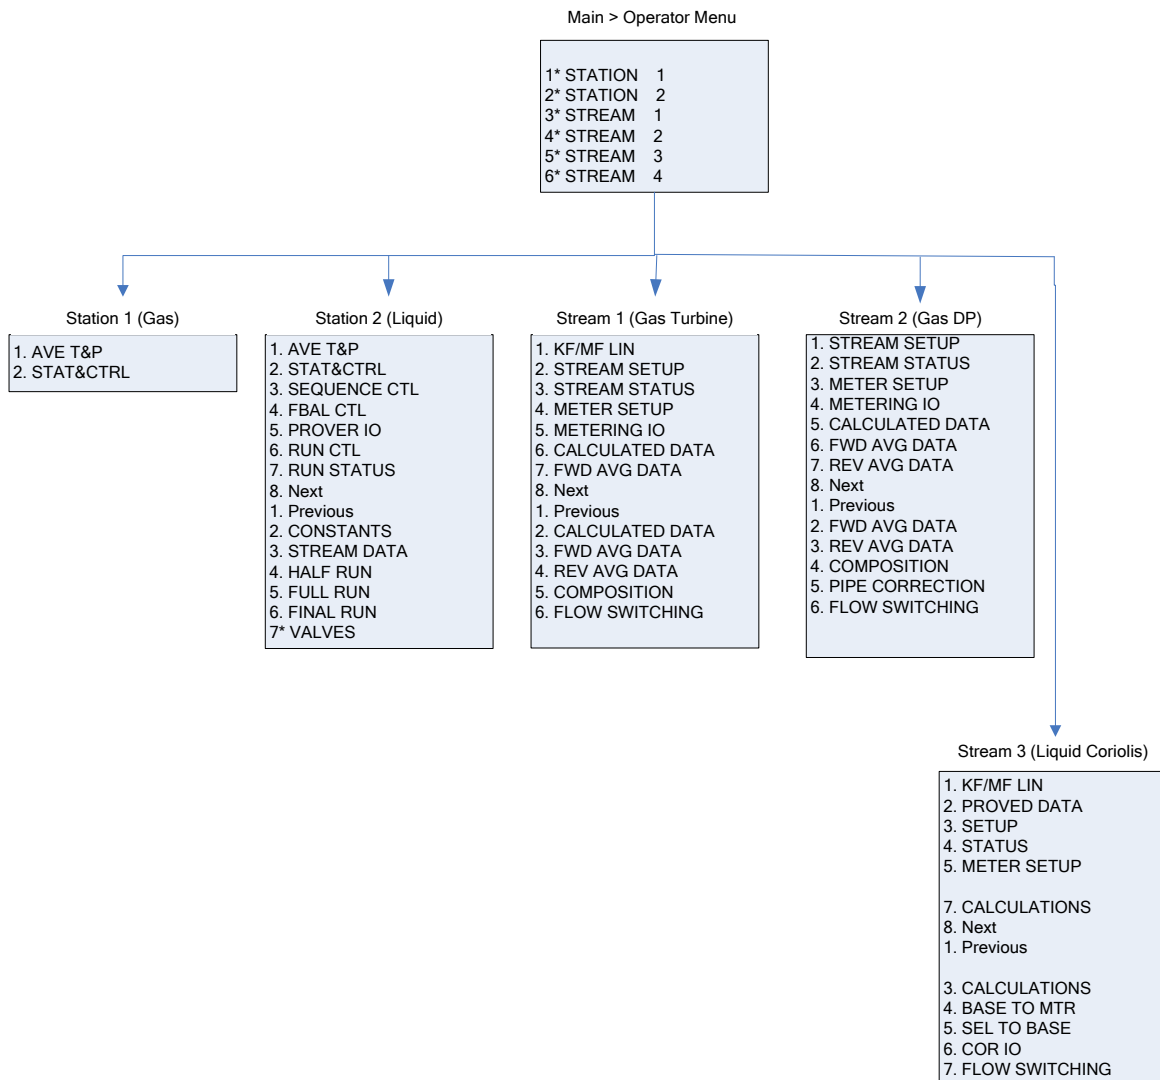 Main > Operator Menu
1* STATION 1
2* STATION 2
3* STREAM 1
4* STREAM 2
5* STREAM 3
6* STREAM 4
Station 1 (Gas)
1. AVE T&P
2. STAT&CTRL
Station 2 (Liquid)
1. AVE T&P
2. STAT&CTRL
3. SEQUENCE CTL
4. FBAL CTL
5. PROVER IO
6. RUN CTL
7. RUN STATUS
8. Next
1. Previous
2. CONSTANTS
3. STREAM DATA
4. HALF RUN
5. FULL RUN
6. FINAL RUN
7* VALVES
Stream 1 (Gas Turbine)
1. KF/MF LIN
2. STREAM SETUP
3. STREAM STATUS
4. METER SETUP
5. METERING IO
6. CALCULATED DATA
7. FWD AVG DATA
8. Next
1. Previous
2. CALCULATED DATA
3. FWD AVG DATA
4. REV AVG DATA
5. COMPOSITION
6. FLOW SWITCHING
Stream 2 (Gas DP)
1. STREAM SETUP
2. STREAM STATUS
3. METER SETUP
4. METERING IO
5. CALCULATED DATA
6. FWD AVG DATA
7. REV AVG DATA
8. Next
1. Previous
2. FWD AVG DATA
3. REV AVG DATA
4. COMPOSITION
5. PIPE CORRECTION
6. FLOW SWITCHING
Stream 3 (Liquid Coriolis)
1. KF/MF LIN
2. PROVED DATA
3. SETUP
4. STATUS
5. METER SETUP
7. CALCULATIONS
8. Next
1. Previous
3. CALCULATIONS
4. BASE TO MTR
5. SEL TO BASE
6. COR IO
7. FLOW SWITCHING